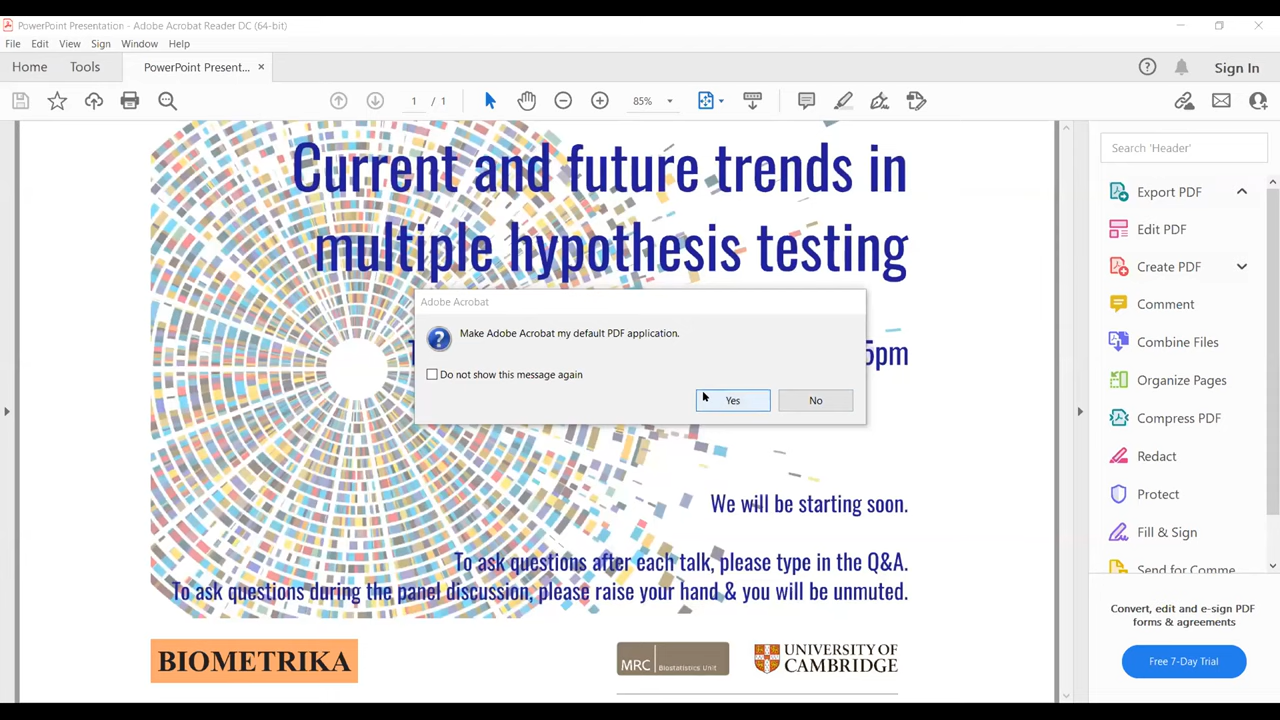 PowerPoint Presentation - Adobe Acrobat Reader DC (64-bit)
File Edit View Sign Window Help
Home Tools PowerPoint Present... × Sign In
1 / 1 85%
Search 'Header'
Current and future trends in
multiple hypothesis testing
5pm
Adobe Acrobat
Make Adobe Acrobat my default PDF application.
Do not show this message again
Yes No
We will be starting soon.
To ask questions after each talk, please type in the Q&A.
To ask questions during the panel discussion, please raise your hand & you will be unmuted.
BIOMETRIKA
MRC Biostatistics Unit
UNIVERSITY OF
CAMBRIDGE
Export PDF
Edit PDF
Create PDF
Comment
Combine Files
Organize Pages
Compress PDF
Redact
Protect
Fill & Sign
Send for Comme
Convert, edit and e-sign PDF
forms & agreements
Free 7-Day Trial